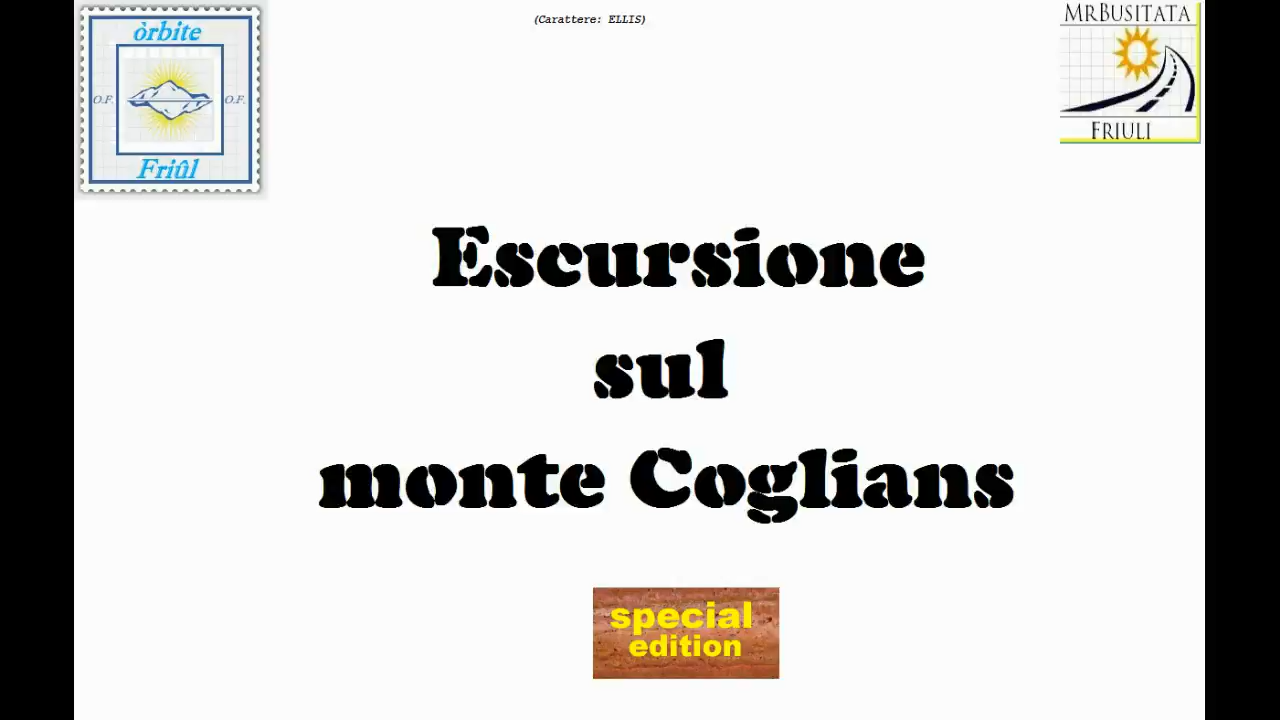 òrbite
O.F. O.F.
Friûl
(Carattere: ELLIS)
MRBUSITATA
FRIULI
Escursione
sul
monte Coglians
special
edition